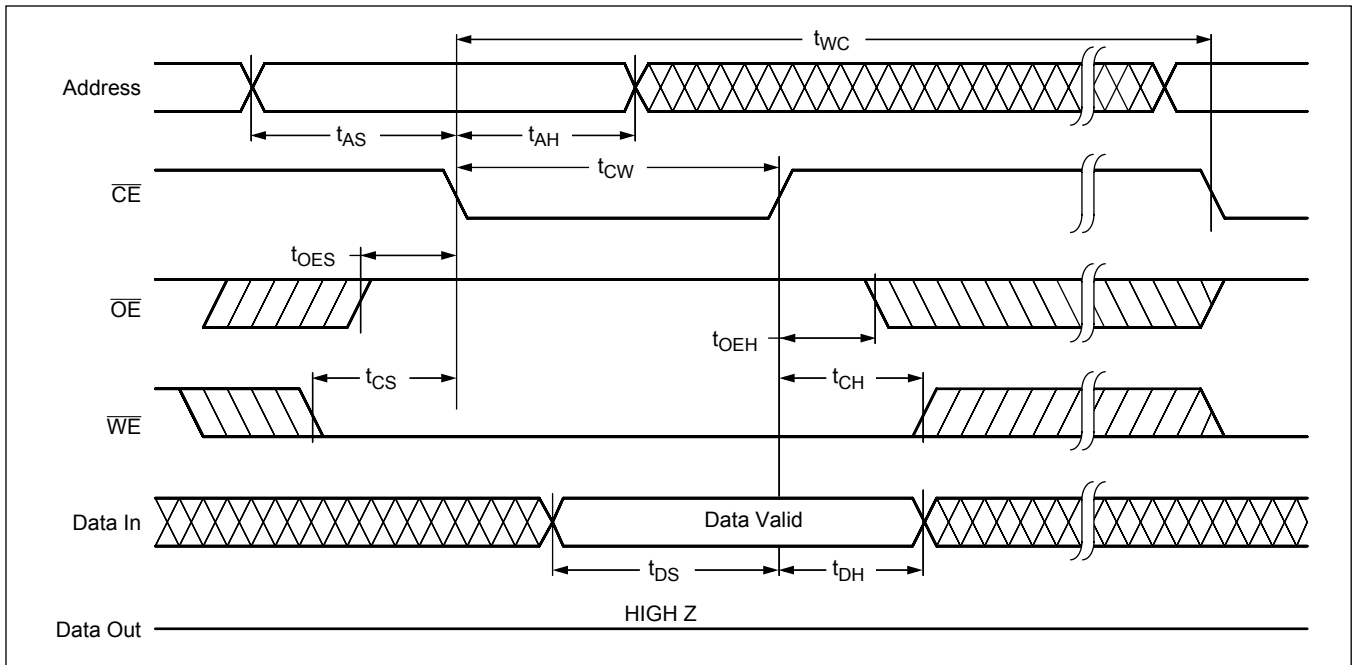 tWC
Address
tAS
tAH
tCW
CE
tOES
OE
tOEH
tCS
tCH
WE
Data In
Data Valid
tDS
tDH
HIGH Z
Data Out